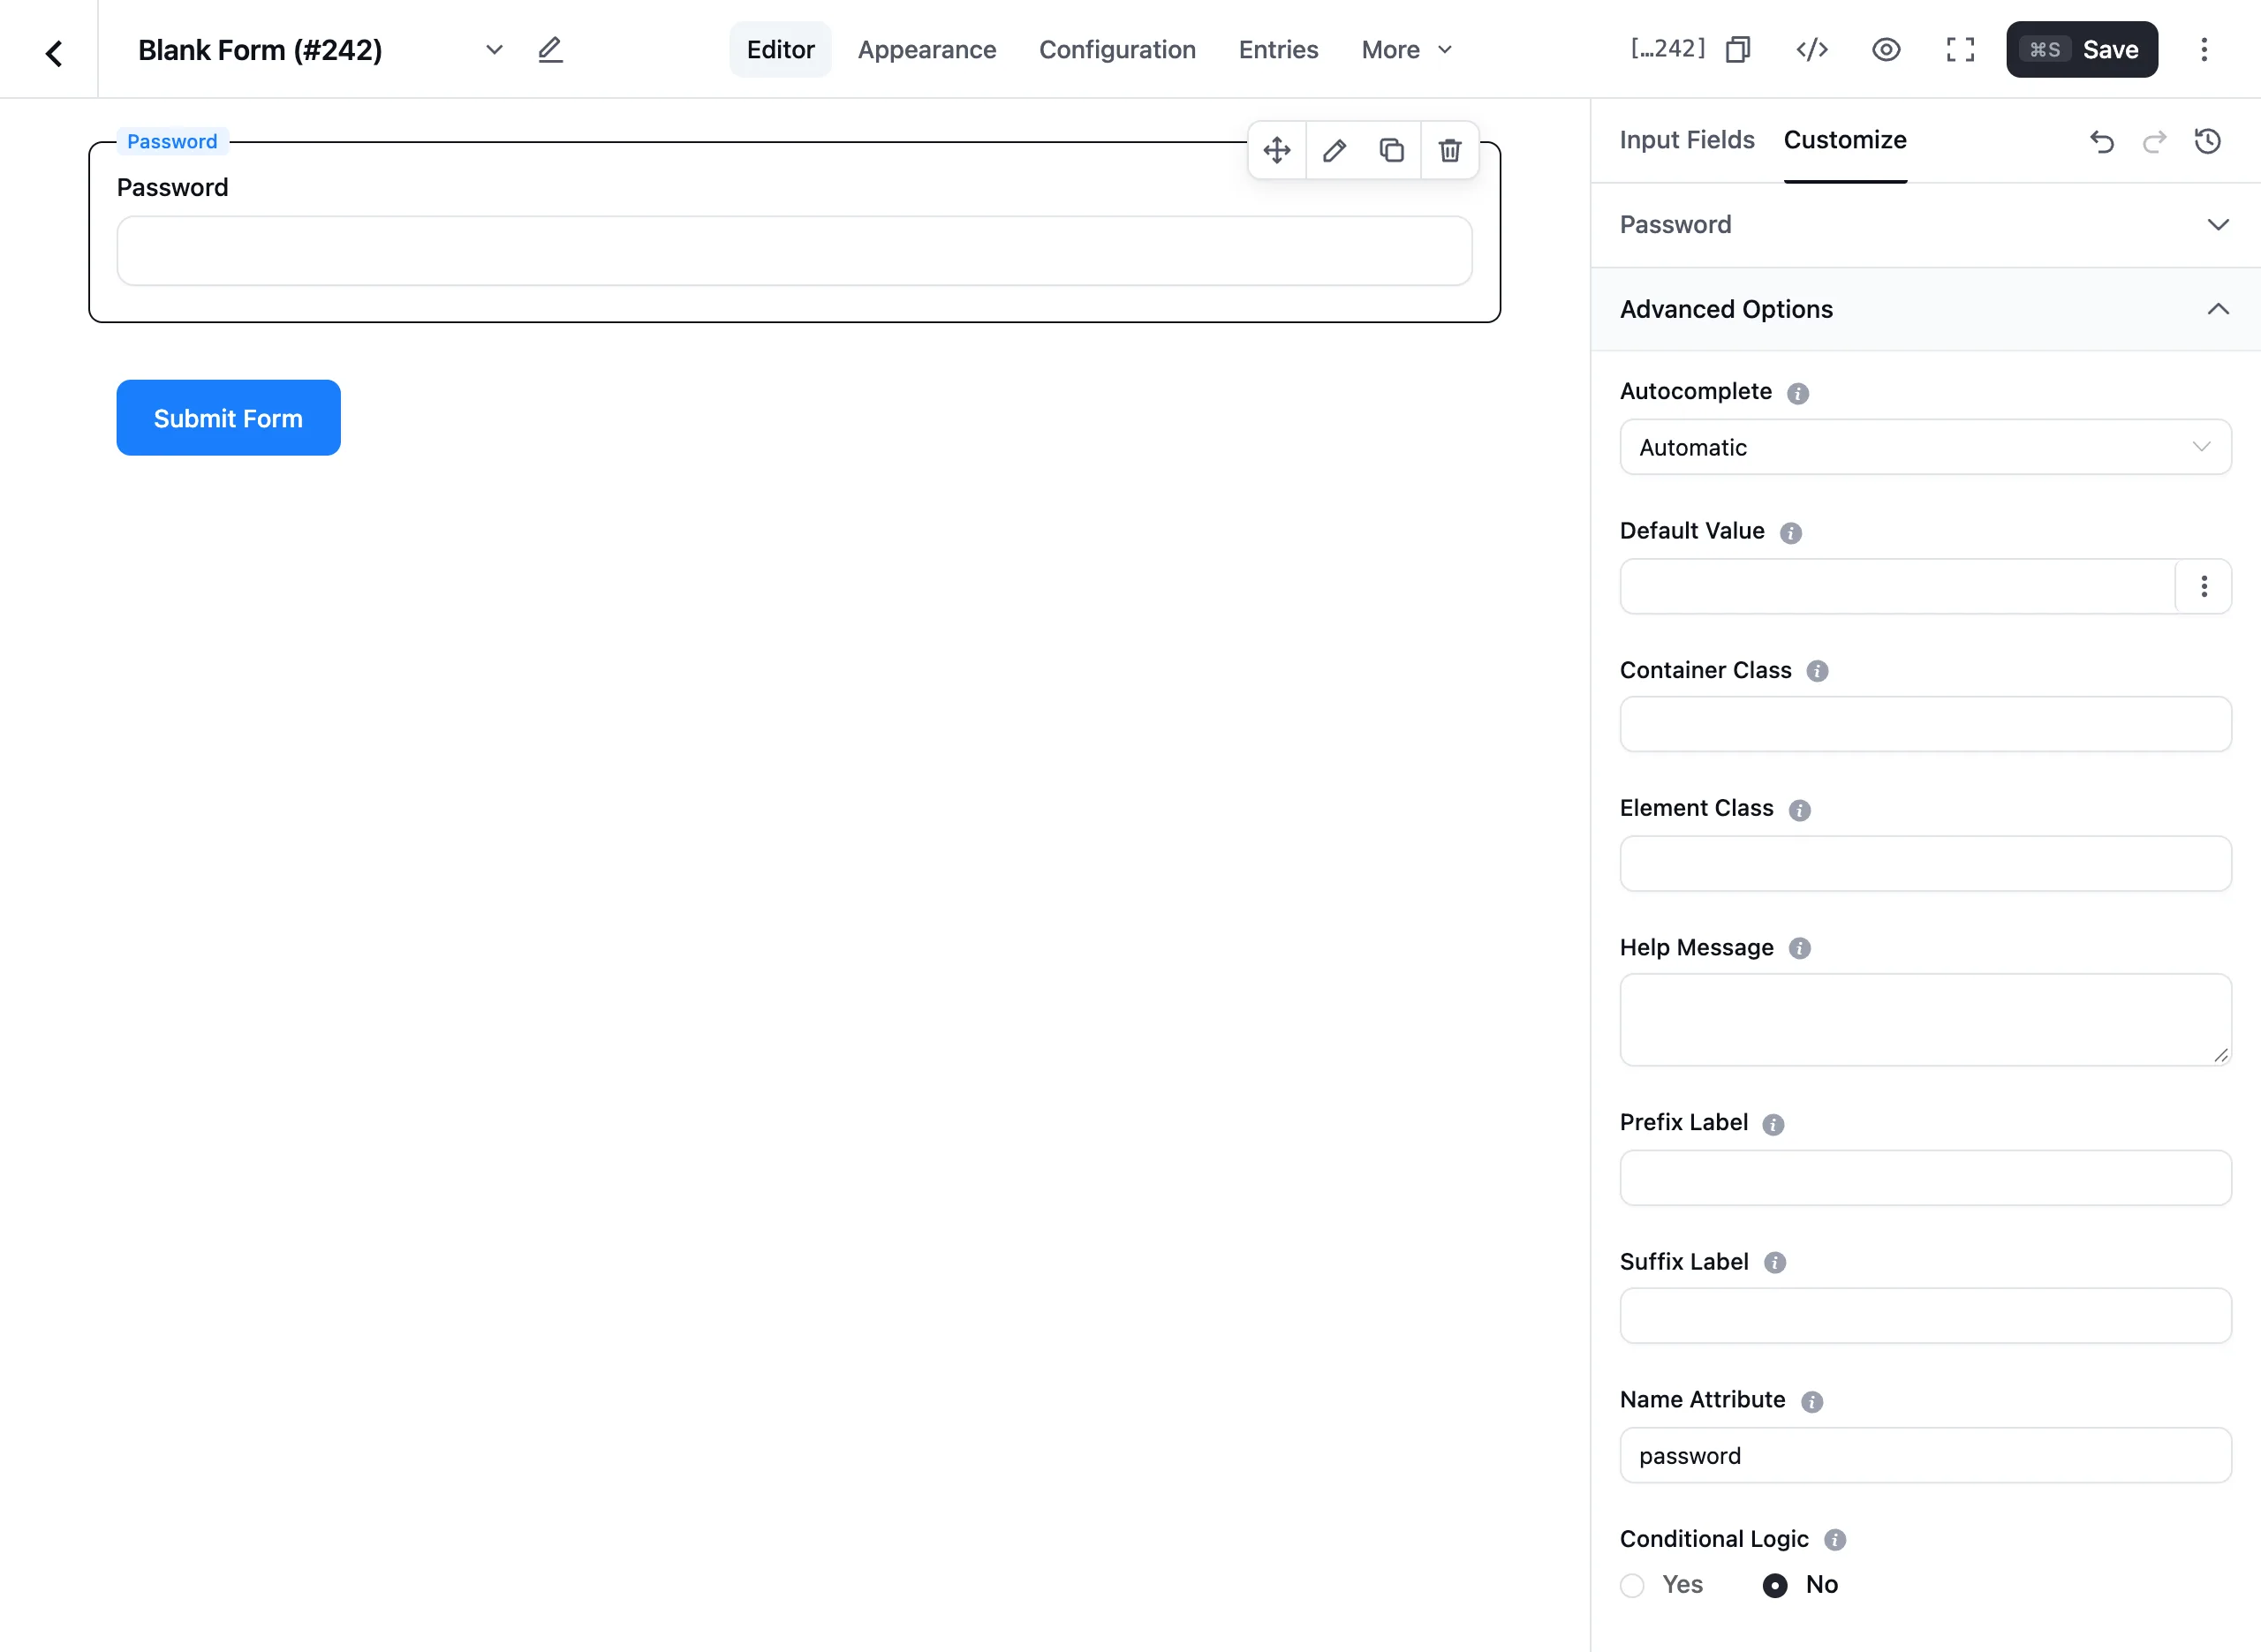 Blank Form (#242)
Editor
Appearance
Configuration
Entries
More
[...242]
⌘S Save
Password
Password
Submit Form
Input Fields
Customize
Password
Advanced Options
Autocomplete
Automatic
Default Value
Container Class
Element Class
Help Message
Prefix Label
Suffix Label
Name Attribute
password
Conditional Logic
Yes
No